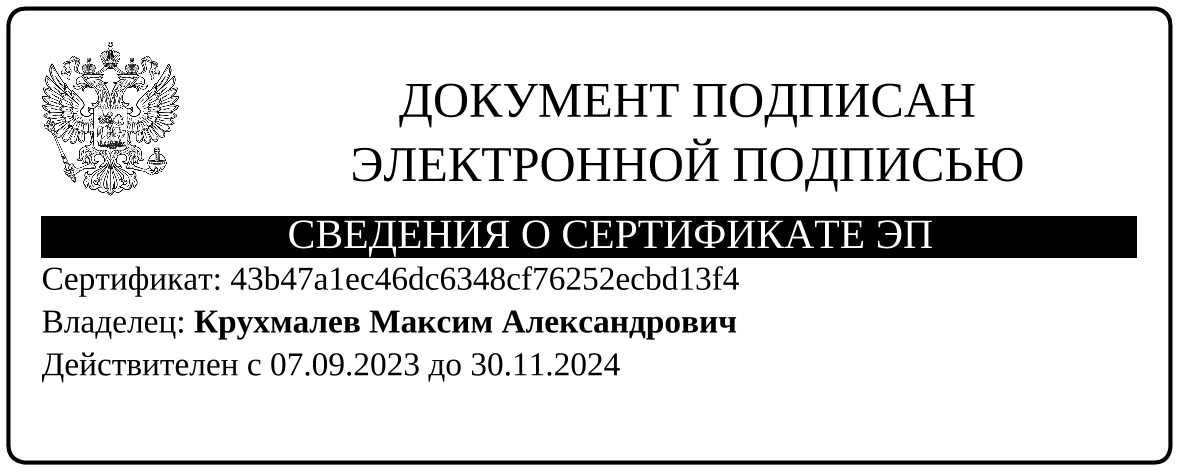 ДОКУМЕНТ ПОДПИСАН
ЭЛЕКТРОННОЙ ПОДПИСЬЮ
СВЕДЕНИЯ О СЕРТИФИКАТЕ ЭП
Сертификат: 43b47a1ec46dc6348cf76252ecbd13f4
Владелец: Крухмалев Максим Александрович
Действителен с 07.09.2023 до 30.11.2024